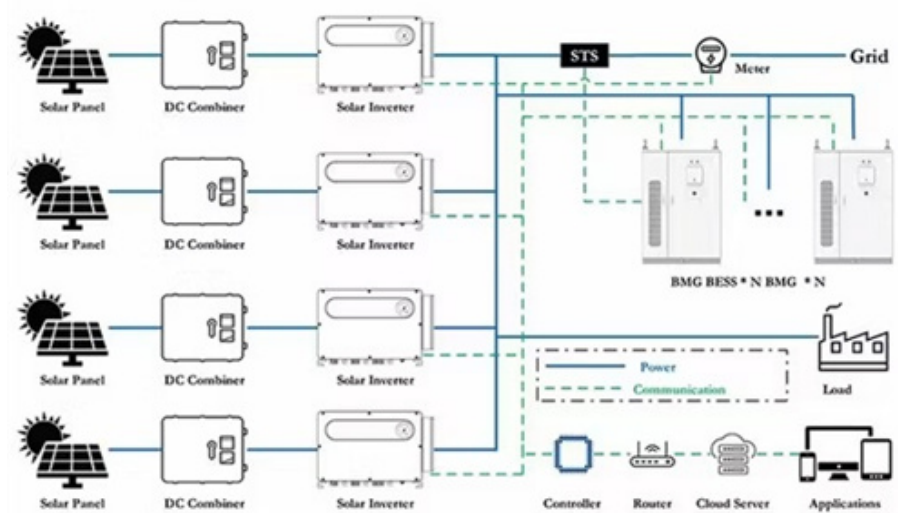 STS
Grid
Meter
Solar Panel DC Combiner Solar Inverter
Solar Panel DC Combiner Solar Inverter
BMG BESS * N BMG * N
Solar Panel DC Combiner Solar Inverter
Power
Communication
Load
Solar Panel DC Combiner Solar Inverter
Controller Router Cloud Server Applications